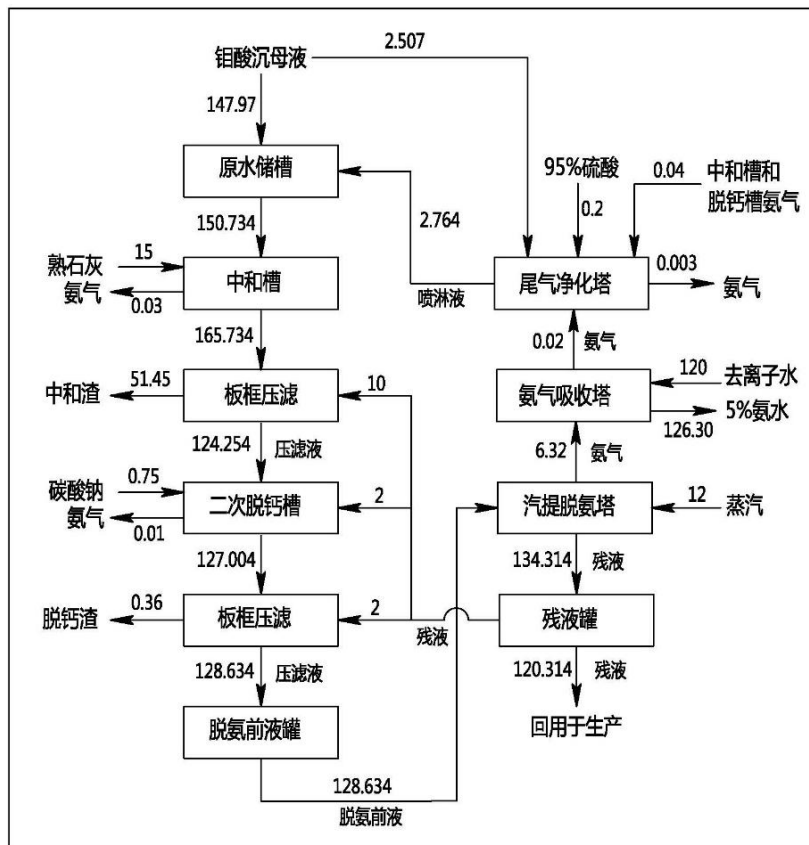 钼酸沉母液
2.507
147.97
原水储槽
95%硫酸
0.04
中和槽和
脱钙槽氨气
0.2
150.734
2.764
熟石灰
15
氨气
0.03
中和槽
喷淋液
尾气净化塔
0.003
氨气
165.734
0.02
氨气
中和渣
51.45
板框压滤
10
氨气吸收塔
120
去离子水
5%氨水
126.30
124.254
压滤液
6.32
氨气
碳酸钠
0.75
氨气
0.01
二次脱钙槽
2
汽提脱氨塔
12
蒸汽
127.004
134.314
残液
脱钙渣
0.36
板框压滤
2
残液
残液罐
128.634
压滤液
120.314
残液
脱氨前液罐
回用于生产
128.634
脱氨前液